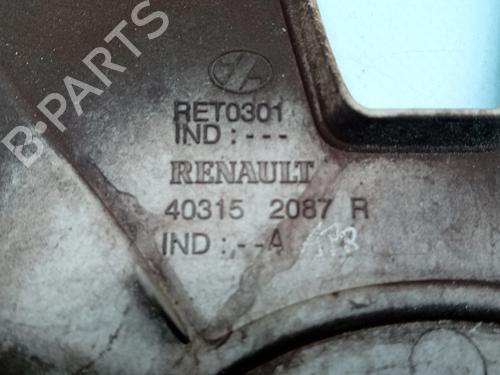 B-PARTS
RET0301
IND : ---
RENAULT
40315 2087 R
IND : --A